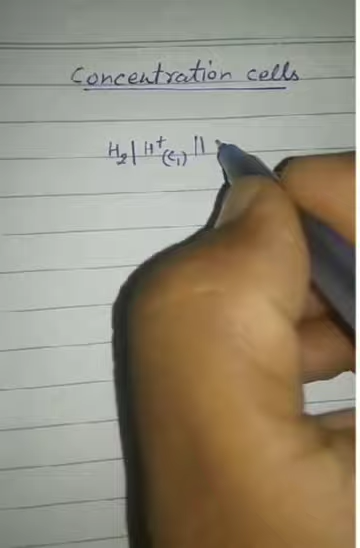 Concentration cells
H₂ | H⁺(C₁) ||